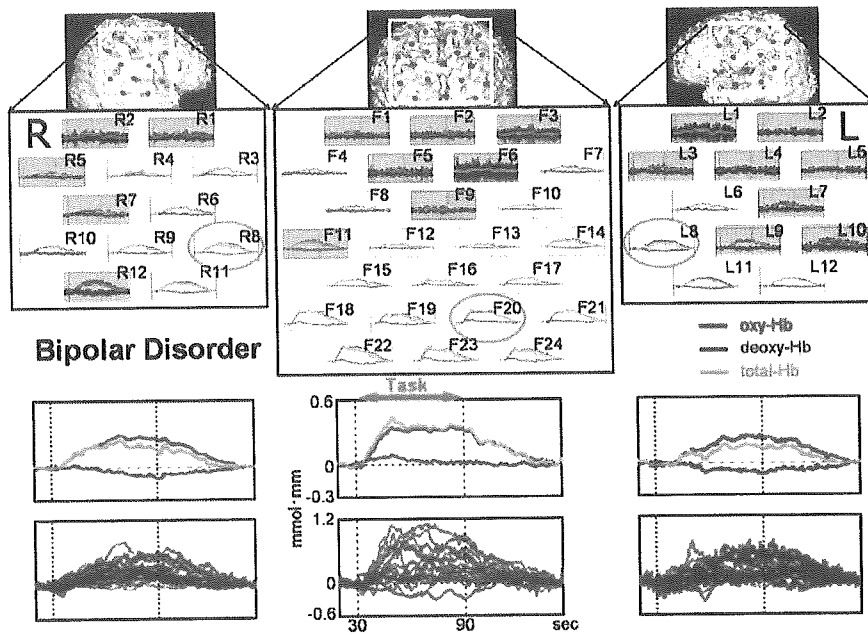 R
R2 R1
R5 R4 R3
R7 R6
R10 R9 R8
R12 R11
F1 F2 F3
F4 F5 F6 F7
F8 F9 F10
F11 F12 F13 F14
F15 F16 F17
F18 F19 F20 F21
F22 F23 F24
L1 L2 L
L3 L4 L5
L6 L7
L8 L9 L10
L11 L12
Bipolar Disorder
oxy-Hb
deoxy-Hb
total-Hb
Task
0.6
0
-0.3
mmol·mm
1.2
0
-0.6
30 90 sec